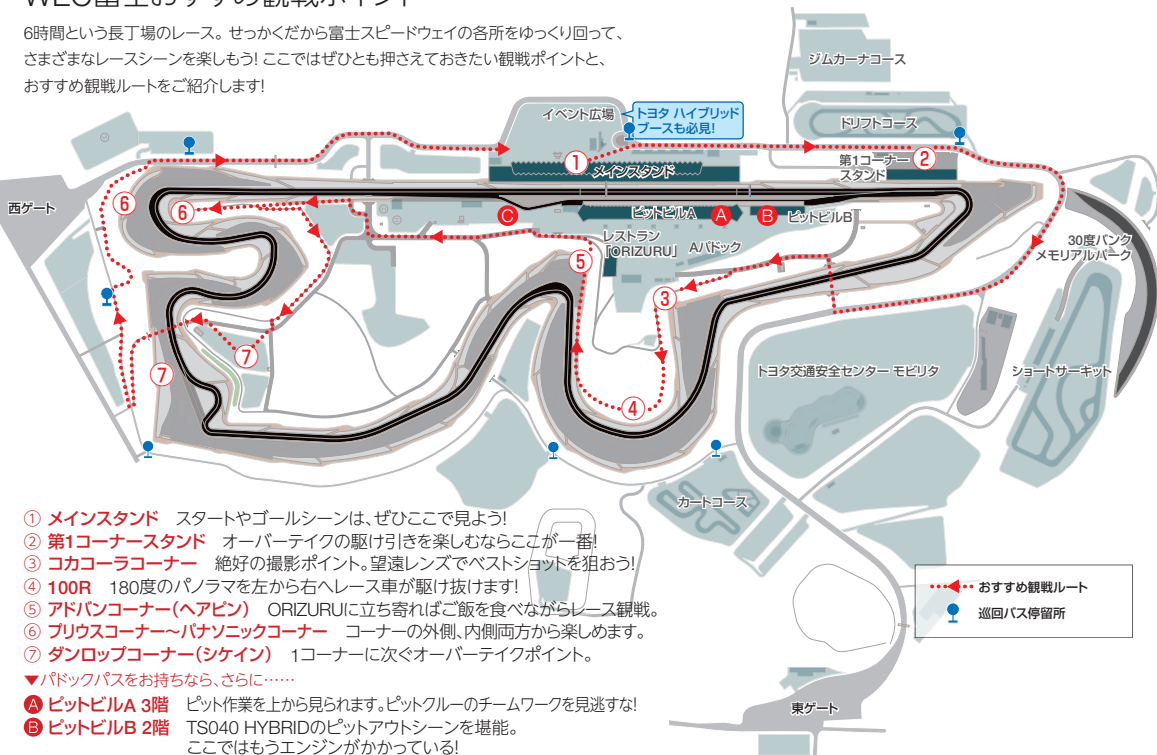 WEC富士おすすめ観戦ポイント
6時間という長丁場のレース。せっかくだから富士スピードウェイの各所をゆっくり回って、
さまざまなレースシーンを楽しもう! ここではぜひとも押さえておきたい観戦ポイントと、
おすすめ観戦ルートをご紹介します!
ジムカーナコース
イベント広場
トヨタ ハイブリッド
ブースも必見!
ドリフトコース
①
メインスタンド
第1コーナー ②
スタンド
西ゲート
⑥
⑥
C
ピットビルA
A
B
ピットビルB
レストラン
「ORIZURU」
Aパドック
30度バンク
メモリアルパーク
⑤
③
⑦
⑦
④
トヨタ交通安全センター モビリタ
ショートサーキット
カートコース
① メインスタンド スタートやゴールシーンは、ぜひここで見よう!
② 第1コーナースタンド オーバーテイクの駆け引きを楽しむならここが一番!
③ コカコーラコーナー 絶好の撮影ポイント。望遠レンズでベストショットを狙おう!
④ 100R 180度のパノラマを左から右へレース車が駆け抜けます!
⑤ アドバンコーナー(ヘアピン) ORIZURUに立ち寄ればご飯を食べながらレース観戦。
⑥ プリウスコーナー〜パナソニックコーナー コーナーの外側、内側両方から楽しめます。
⑦ ダンロップコーナー(シケイン) 1コーナーに次ぐオーバーテイクポイント。
▼パドックパスをお持ちなら、さらに……
A ピットビルA 3階 ピット作業を上から見られます。ピットクルーのチームワークを見逃すな!
B ピットビルB 2階 TS040 HYBRIDのピットアウトシーンを堪能。
ここではもうエンジンがかかっている!
おすすめ観戦ルート
巡回バス停留所
東ゲート